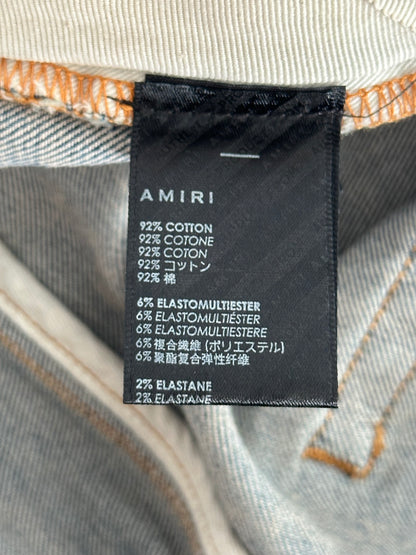 AMIRI
92% COTTON
92% COTONE
92% COTON
92% コットン
92% 棉
6% ELASTOMULTIESTER
6% ELASTOMULTIÉSTER
6% ELASTOMULTIESTERE
6% 複合繊維 (ポリエステル)
6% 聚酯复合弹性纤维
2% ELASTANE
2% ELASTANE